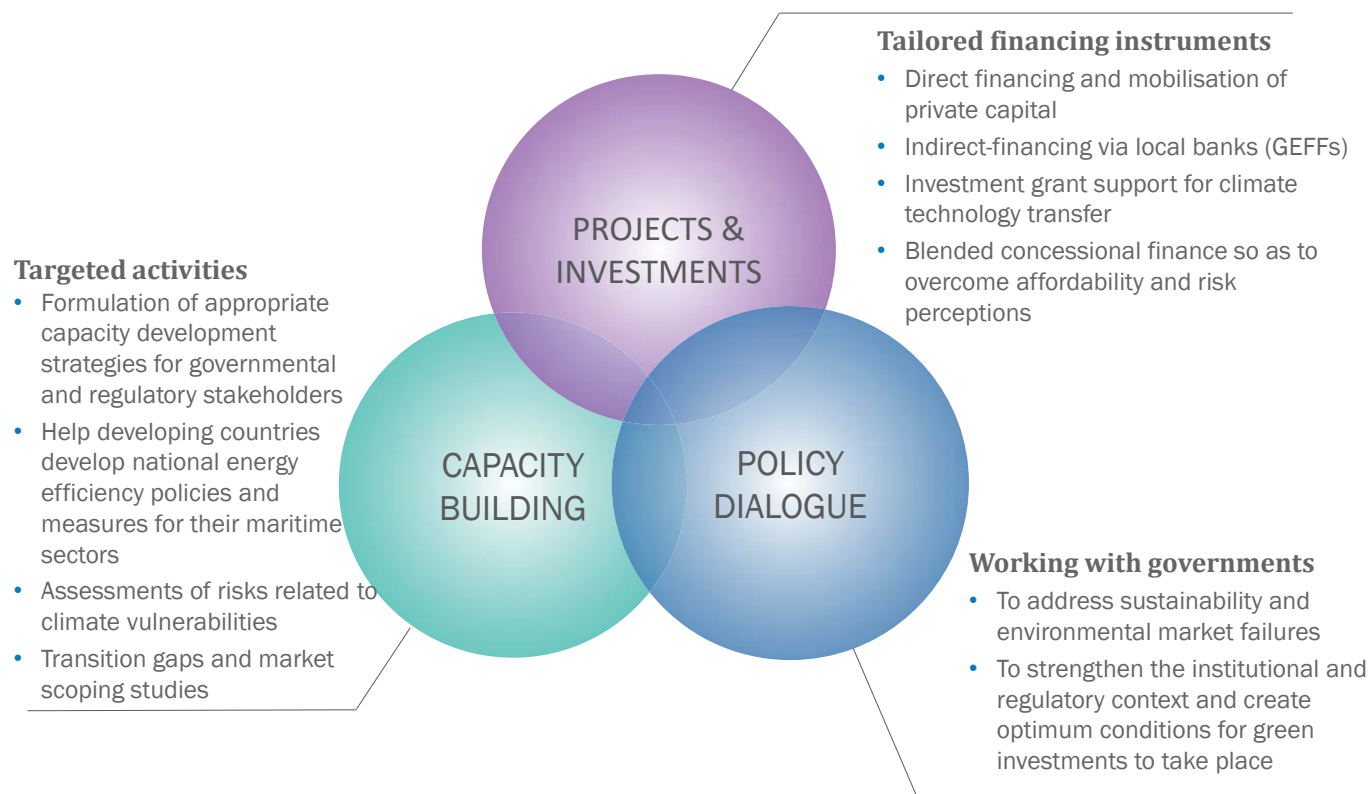 Tailored financing instruments
• Direct financing and mobilisation of
private capital
• Indirect-financing via local banks (GEFFs)
• Investment grant support for climate
technology transfer
• Blended concessional finance so as to
overcome affordability and risk
perceptions
PROJECTS &
INVESTMENTS
Targeted activities
• Formulation of appropriate
capacity development
strategies for governmental
and regulatory stakeholders
• Help developing countries
develop national energy
efficiency policies and
measures for their maritime
sectors
• Assessments of risks related to
climate vulnerabilities
• Transition gaps and market
scoping studies
CAPACITY
BUILDING
POLICY
DIALOGUE
Working with governments
• To address sustainability and
environmental market failures
• To strengthen the institutional and
regulatory context and create
optimum conditions for green
investments to take place